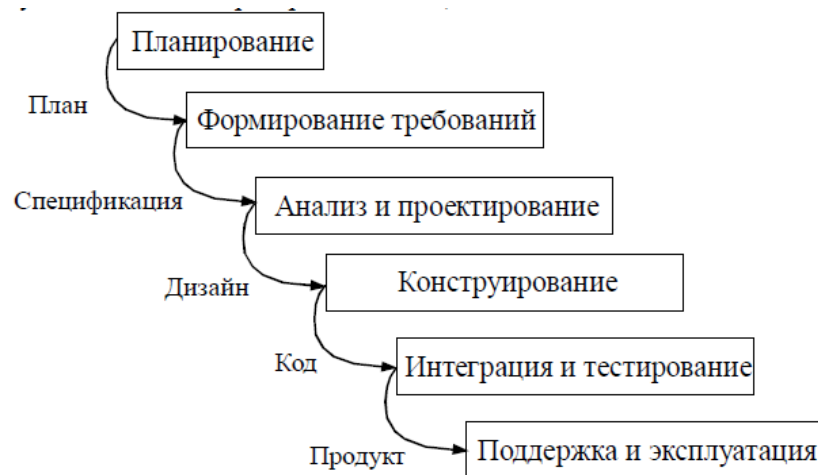 Планирование
План
Формирование требований
Спецификация
Анализ и проектирование
Дизайн
Конструирование
Код
Интеграция и тестирование
Продукт
Поддержка и эксплуатация